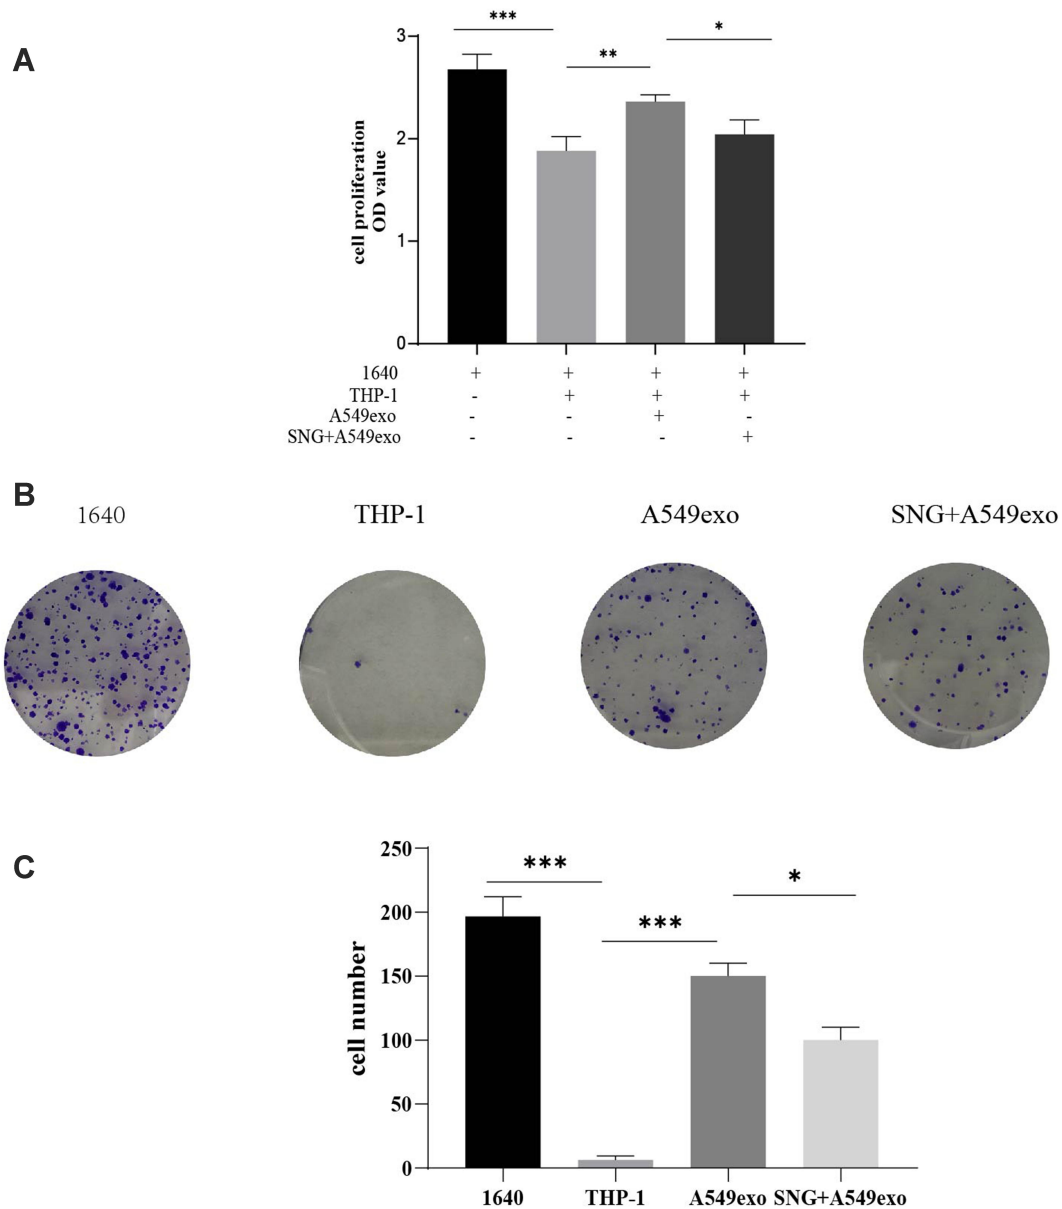 A
***
*
**
3
2
1
0
cell proliferation
OD value
1640 + + + +
THP-1 - + + +
A549exo - - + -
SNG+A549exo - - - +
B
1640 THP-1 A549exo SNG+A549exo
C
250
200
150
100
50
0
cell number
***
***
*
1640 THP-1 A549exo SNG+A549exo